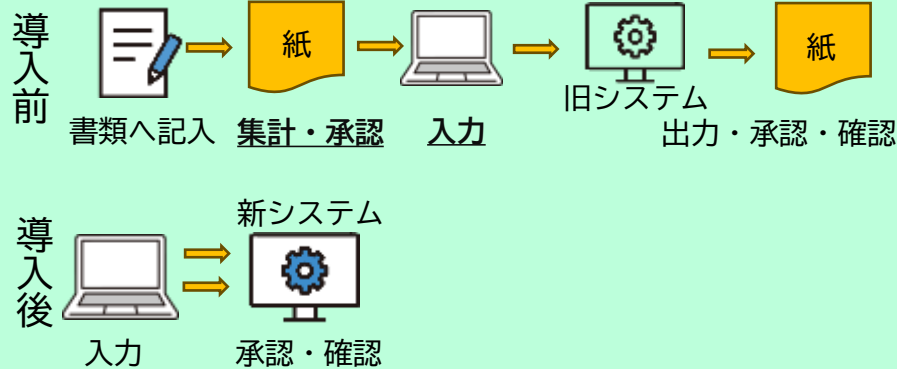 導入前
紙
紙
旧システム
書類へ記入 集計・承認 入力
出力・承認・確認
導入後
新システム
入力 承認・確認